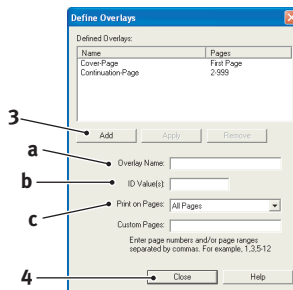 Define Overlays
Defined Overlays:
Name Pages
Cover-Page First Page
Continuation-Page 2-999
3 Add Apply Remove
a Overlay Name:
b ID Value(s):
c Print on Pages: All Pages
Custom Pages:
Enter page numbers and/or page ranges
separated by commas. For example, 1,3,5-12
4 Close Help